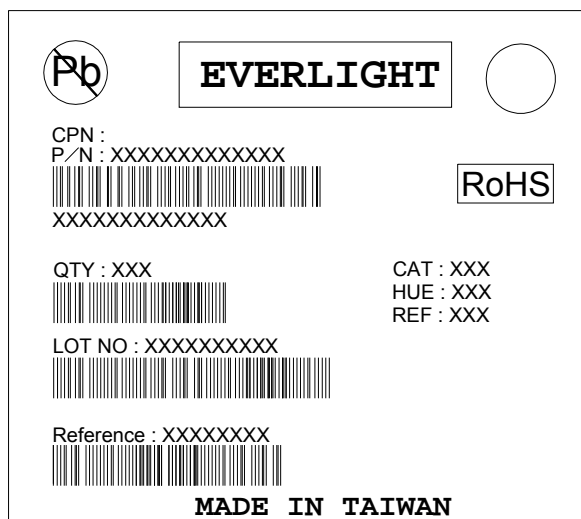 Pb
EVERLIGHT
CPN :
P/N : XXXXXXXXXXXXX
RoHS
XXXXXXXXXXXXX
QTY : XXX
CAT : XXX
HUE : XXX
REF : XXX
LOT NO : XXXXXXXXXX
Reference : XXXXXXXX
MADE IN TAIWAN